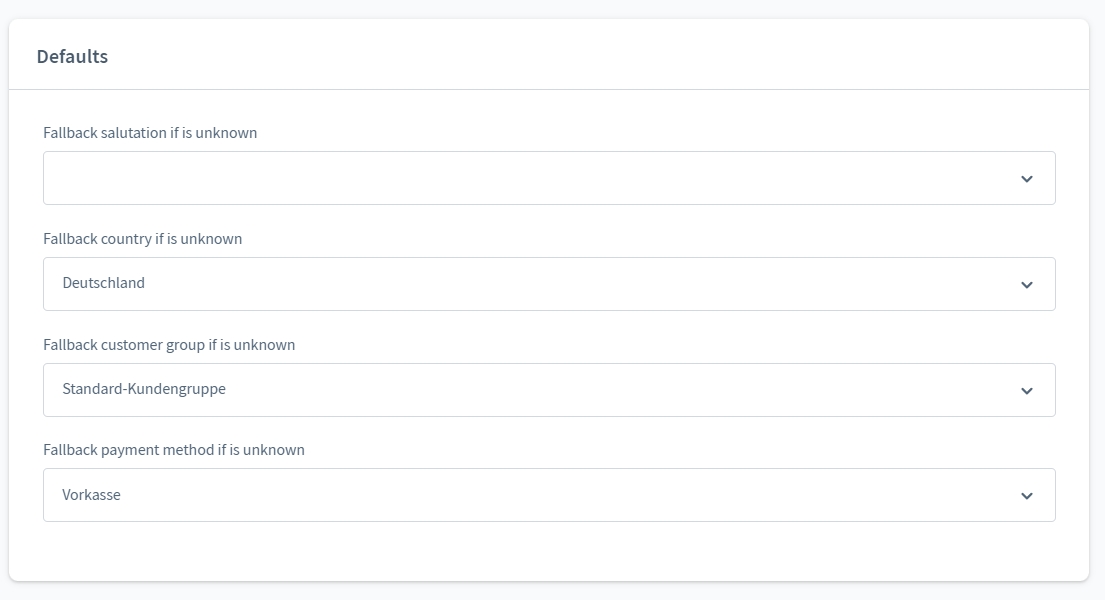 Defaults
Fallback salutation if is unknown
Fallback country if is unknown
Deutschland
Fallback customer group if is unknown
Standard-Kundengruppe
Fallback payment method if is unknown
Vorkasse